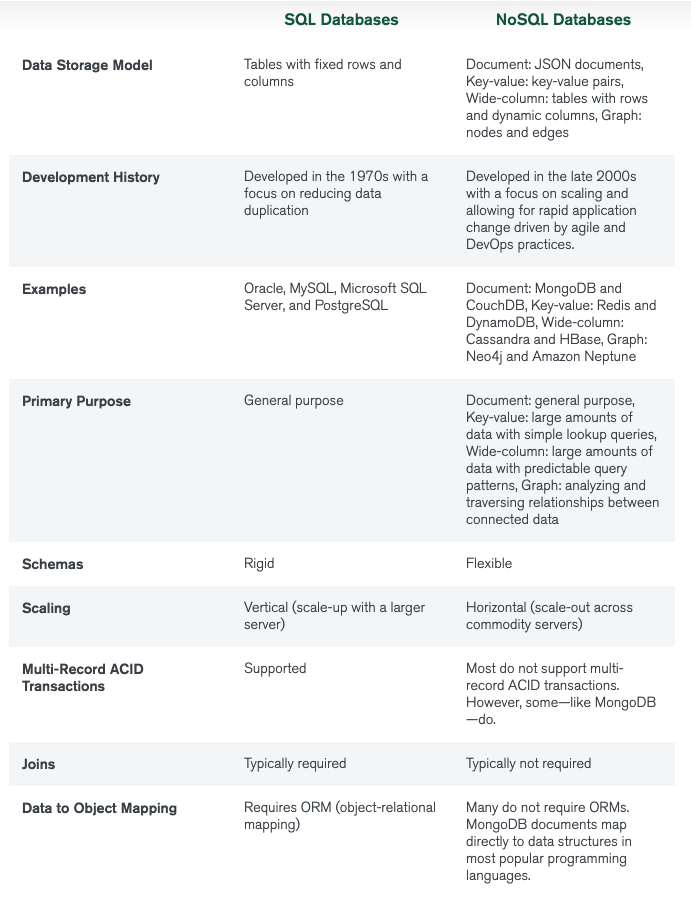 SQL Databases NoSQL Databases
Data Storage Model
Tables with fixed rows and
columns
Document: JSON documents,
Key-value: key-value pairs,
Wide-column: tables with rows
and dynamic columns, Graph:
nodes and edges
Development History
Developed in the 1970s with a
focus on reducing data
duplication
Developed in the late 2000s
with a focus on scaling and
allowing for rapid application
change driven by agile and
DevOps practices.
Examples
Oracle, MySQL, Microsoft SQL
Server, and PostgreSQL
Document: MongoDB and
CouchDB, Key-value: Redis and
DynamoDB, Wide-column:
Cassandra and HBase, Graph:
Neo4j and Amazon Neptune
Primary Purpose
General purpose
Document: general purpose,
Key-value: large amounts of
data with simple lookup queries,
Wide-column: large amounts of
data with predictable query
patterns, Graph: analyzing and
traversing relationships between
connected data
Schemas
Rigid
Flexible
Scaling
Vertical (scale-up with a larger
server)
Horizontal (scale-out across
commodity servers)
Multi-Record ACID
Transactions
Supported
Most do not support multi-
record ACID transactions.
However, some—like MongoDB
—do.
Joins
Typically required
Typically not required
Data to Object Mapping
Requires ORM (object-relational
mapping)
Many do not require ORMs.
MongoDB documents map
directly to data structures in
most popular programming
languages.